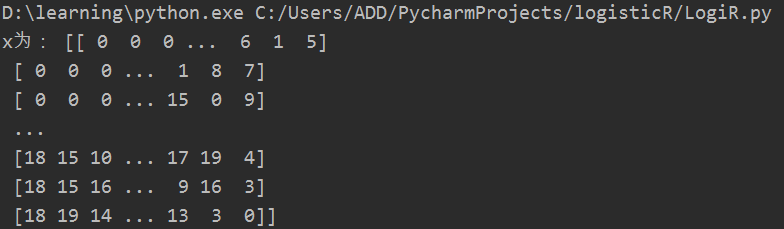 D:\learning\python.exe C:/Users/ADD/PycharmProjects/logisticR/LogiR.py
x为： [[ 0  0  0 ...  6  1  5]
 [ 0  0  0 ...  1  8  7]
 [ 0  0  0 ... 15  0  9]
 ...
 [18 15 10 ... 17 19  4]
 [18 15 16 ...  9 16  3]
 [18 19 14 ... 13  3  0]]